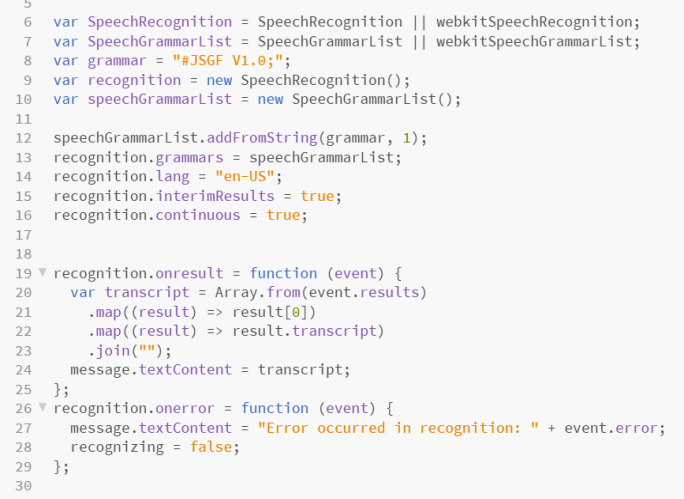 5
6 var SpeechRecognition = SpeechRecognition || webkitSpeechRecognition;
7 var SpeechGrammarList = SpeechGrammarList || webkitSpeechGrammarList;
8 var grammar = "#JSGF V1.0;";
9 var recognition = new SpeechRecognition();
10 var speechGrammarList = new SpeechGrammarList();
11
12 speechGrammarList.addFromString(grammar, 1);
13 recognition.grammars = speechGrammarList;
14 recognition.lang = "en-US";
15 recognition.interimResults = true;
16 recognition.continuous = true;
17
18
19 recognition.onresult = function (event) {
20   var transcript = Array.from(event.results)
21     .map((result) => result[0])
22     .map((result) => result.transcript)
23     .join("");
24   message.textContent = transcript;
25 };
26 recognition.onerror = function (event) {
27   message.textContent = "Error occurred in recognition: " + event.error;
28   recognizing = false;
29 };
30